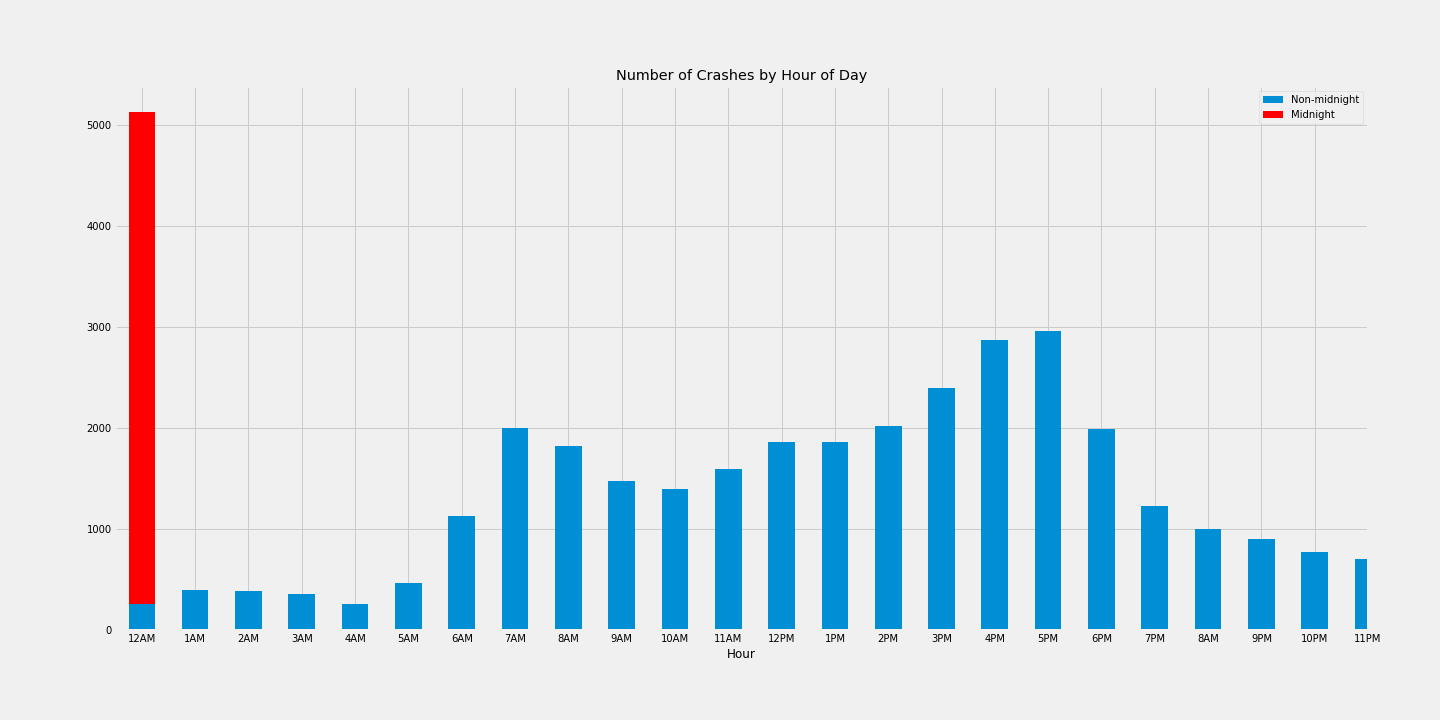 Number of Crashes by Hour of Day
Non-midnight
Midnight
5000
4000
3000
2000
1000
0
12AM 1AM 2AM 3AM 4AM 5AM 6AM 7AM 8AM 9AM 10AM 11AM 12PM 1PM 2PM 3PM 4PM 5PM 6PM 7PM 8AM 9PM 10PM 11PM
Hour